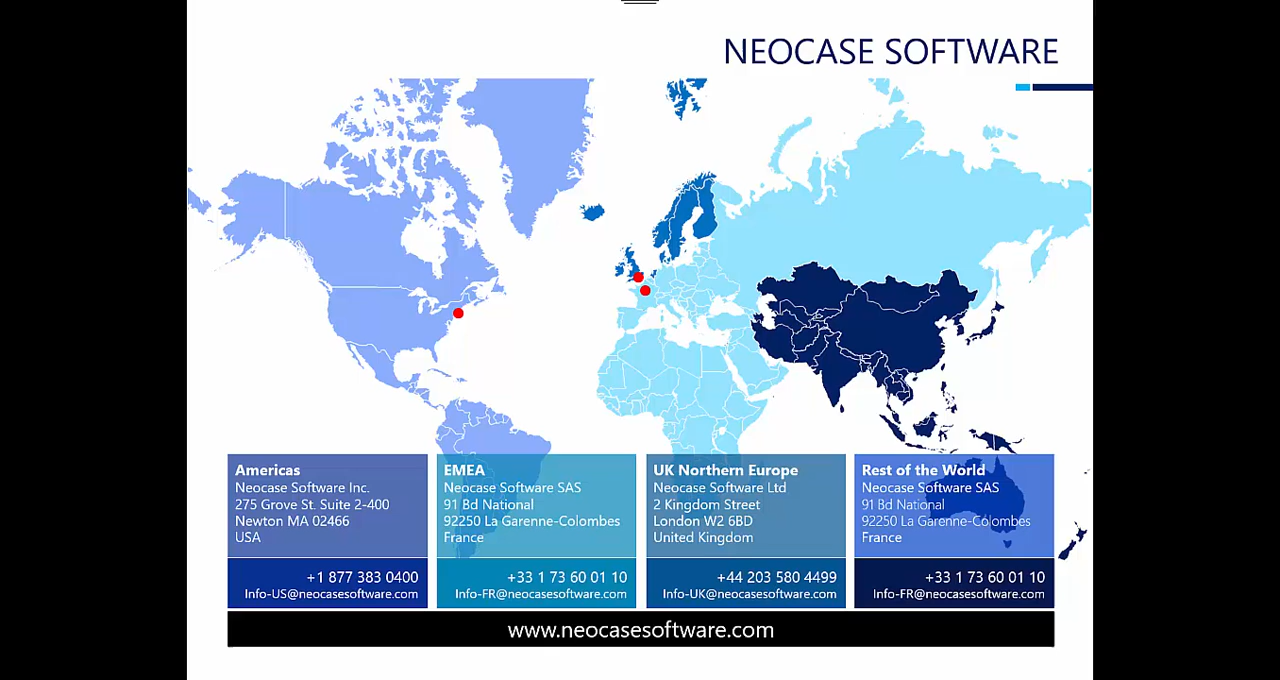 NEOCASE SOFTWARE
Americas
Neocase Software Inc.
275 Grove St. Suite 2-400
Newton MA 02466
USA
+1 877 383 0400
Info-US@neocasesoftware.com
EMEA
Neocase Software SAS
91 Bd National
92250 La Garenne-Colombes
France
+33 1 73 60 01 10
Info-FR@neocasesoftware.com
UK Northern Europe
Neocase Software Ltd
2 Kingdom Street
London W2 6BD
United Kingdom
+44 203 580 4499
Info-UK@neocasesoftware.com
Rest of the World
Neocase Software SAS
91 Bd National
92250 La Garenne-Colombes
France
+33 1 73 60 01 10
Info-FR@neocasesoftware.com
www.neocasesoftware.com